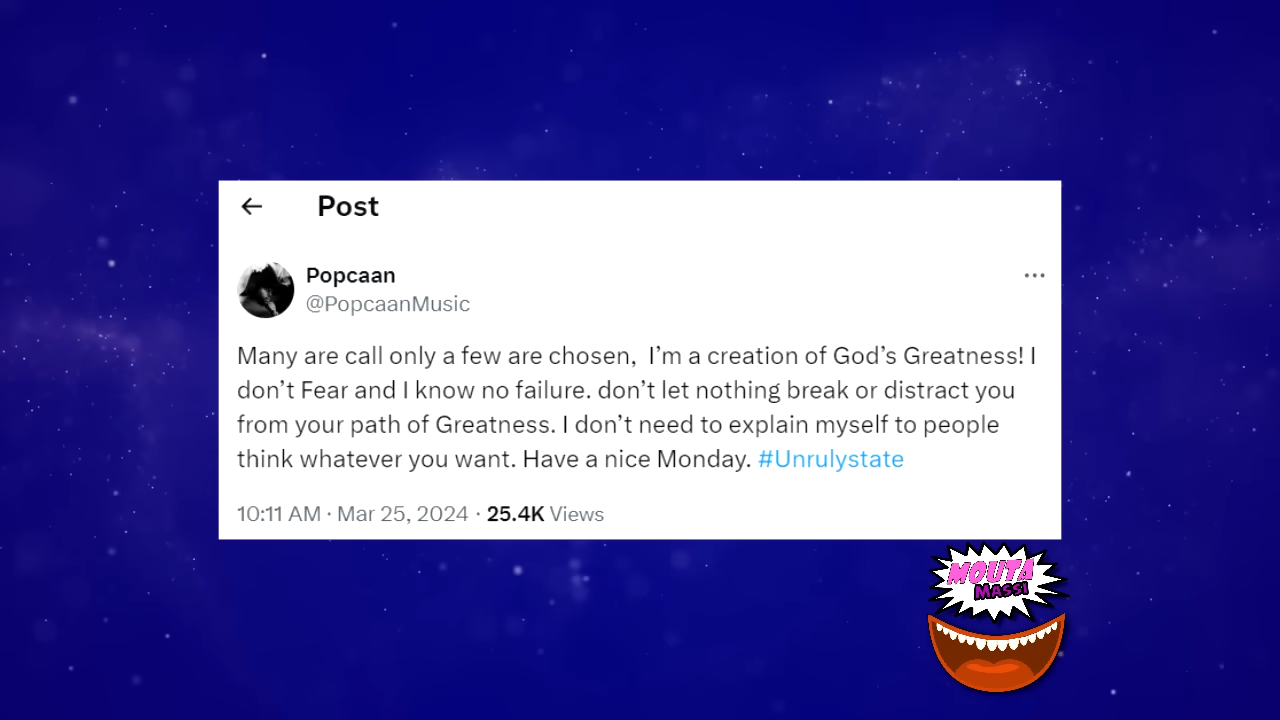 Post
Popcaan
@PopcaanMusic
Many are call only a few are chosen,  I’m a creation of God’s Greatness! I
don’t Fear and I know no failure. don’t let nothing break or distract you
from your path of Greatness. I don’t need to explain myself to people
think whatever you want. Have a nice Monday. #Unrulystate
10:11 AM · Mar 25, 2024 · 25.4K Views
MOUTA
MASSI